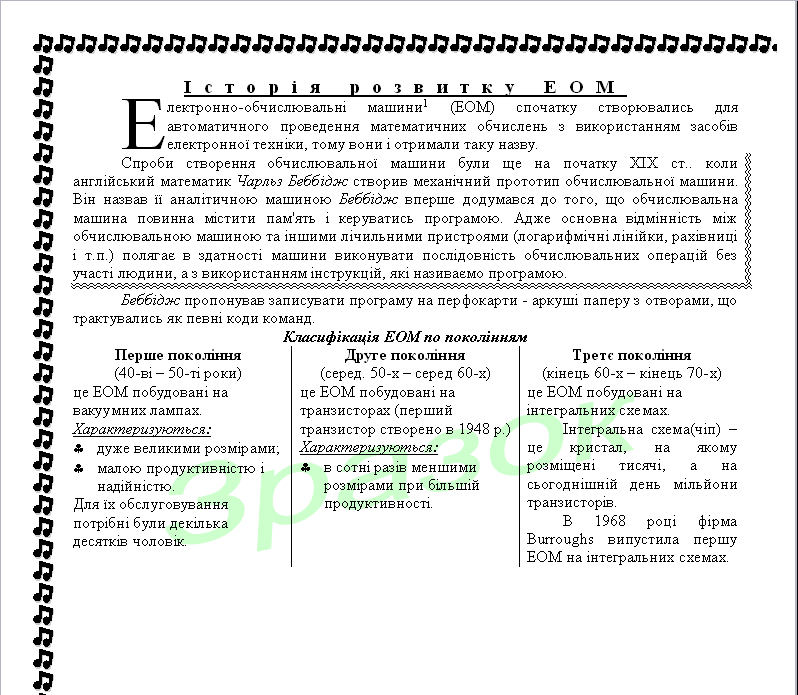 Історія розвитку ЕОМ
Електронно-обчислювальні машини¹ (ЕОМ) спочатку створювались для
автоматичного проведення математичних обчислень з використанням засобів
електронної техніки, тому вони і отримали таку назву.
Спроби створення обчислювальної машини були ще на початку ХІХ ст.. коли
англійський математик Чарльз Беббідж створив механічний прототип обчислювальної машини.
Він назвав її аналітичною машиною Беббідж вперше додумався до того, що обчислювальна
машина повинна містити пам'ять і керуватись програмою. Адже основна відмінність між
обчислювальною машиною та іншими лічильними пристроями (логарифмічні лінійки, рахівниці
і т.п.) полягає в здатності машини виконувати послідовність обчислювальних операцій без
участі людини, а з використанням інструкцій, які називаємо програмою.
Беббідж пропонував записувати програму на перфокарти - аркуші паперу з отворами, що
трактувались як певні коди команд.
Класифікація ЕОМ по поколінням
Перше покоління
(40-ві – 50-ті роки)
це ЕОМ побудовані на
вакуумних лампах.
Характеризуються:
♣ дуже великими розмірами;
♣ малою продуктивністю і
надійністю.
Для їх обслуговування
потрібні були декілька
десятків чоловік.
Друге покоління
(серед. 50-х – серед 60-х)
це ЕОМ побудовані на
транзисторах (перший
транзистор створено в 1948 р.)
Характеризуються:
♣ в сотні разів меншими
розмірами при більшій
продуктивності.
Третє покоління
(кінець 60-х – кінець 70-х)
це ЕОМ побудовані на
інтегральних схемах.
Інтегральна схема(чіп) –
це кристал, на якому
розміщені тисячі, а на
сьогоднішній день мільйони
транзисторів.
В 1968 році фірма
Burroughs випустила першу
ЕОМ на інтегральних схемах.
Зразок